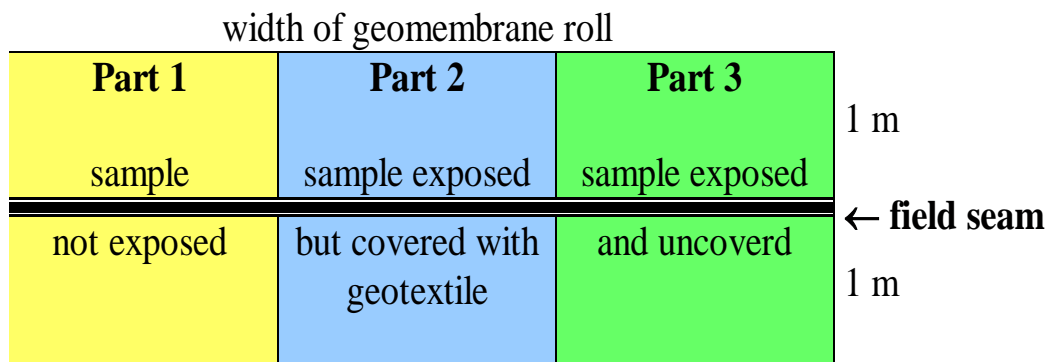 width of geomembrane roll
Part 1 Part 2 Part 3
1 m
sample sample exposed sample exposed
← field seam
not exposed but covered with and uncoverd
geotextile
1 m